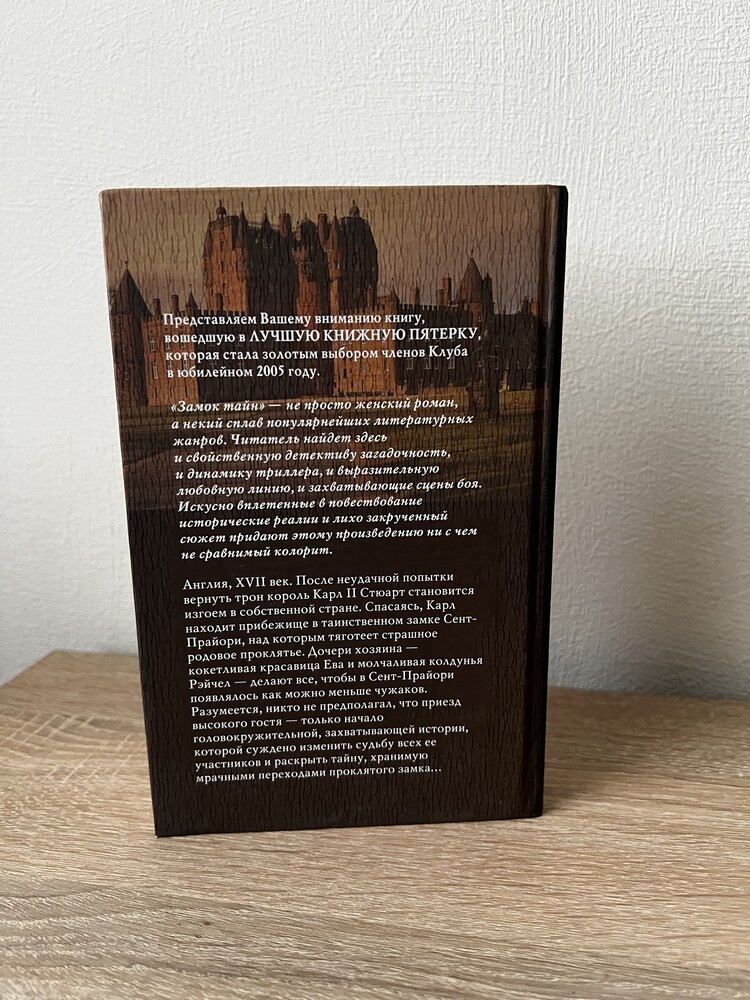 Представляем Вашему вниманию книгу,
вошедшую в ЛУЧШУЮ КНИЖНУЮ ПЯТЕРКУ,
которая стала золотым выбором членов Клуба
в юбилейном 2005 году.
«Замок тайн» — не просто женский роман,
а некий сплав популярнейших литературных
жанров. Читатель найдет здесь
и свойственную детективу загадочность,
и динамику триллера, и выразительную
любовную линию, и захватывающие сцены боя.
Искусно вплетенные в повествование
исторические реалии и лихо закрученный
сюжет придают этому произведению ни с чем
не сравнимый колорит.
Англия, XVII век. После неудачной попытки
вернуть трон король Карл II Стюарт становится
изгоем в собственной стране. Спасаясь, Карл
находит прибежище в таинственном замке Сент-
Прайори, над которым тяготеет страшное
родовое проклятье. Дочери хозяина —
кокетливая красавица Ева и молчаливая колдунья
Рэйчел — делают все, чтобы в Сент-Прайори
появлялось как можно меньше чужаков.
Разумеется, никто не предполагал, что приезд
высокого гостя — только начало
головокружительной, захватывающей истории,
которой суждено изменить судьбу всех ее
участников и раскрыть тайну, хранимую
мрачными переходами проклятого замка...